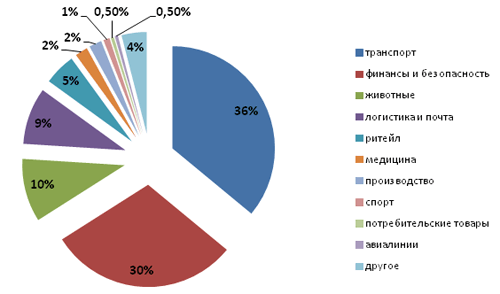 1%
0,50%
0,50%
2%
2%
4%
5%
36%
9%
10%
30%
транспорт
финансы и безопасность
животные
логистика и почта
ритейл
медицина
производство
спорт
потребительские товары
авиалинии
другое